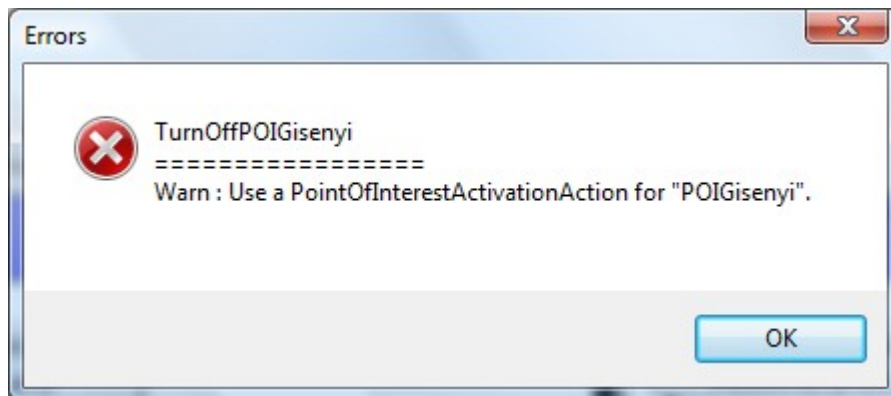 Errors
TurnOffPOIGisenyi
=================
Warn : Use a PointOfInterestActivationAction for "POIGisenyi".
OK